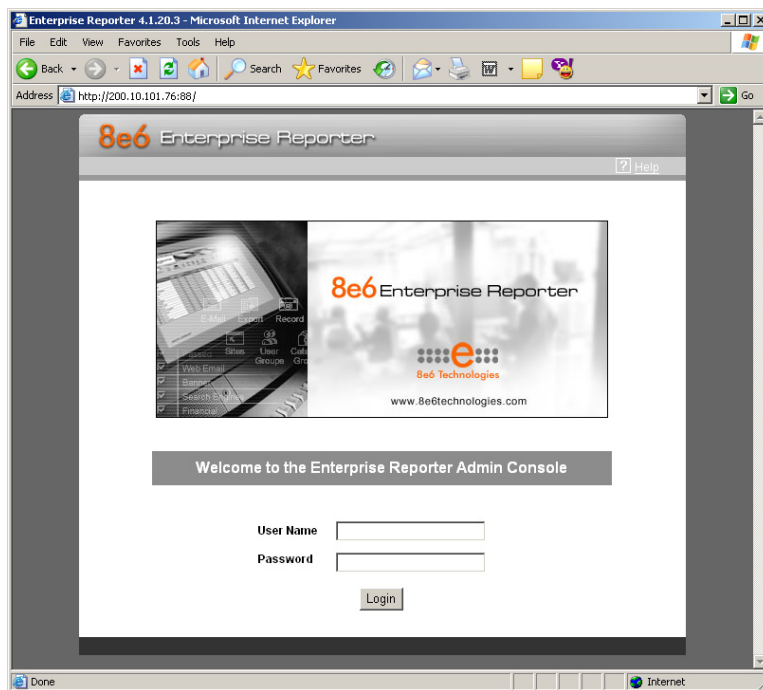 Enterprise Reporter 4.1.20.3 - Microsoft Internet Explorer
File Edit View Favorites Tools Help
Back Search Favorites
Address http://200.10.101.76:88/ Go
8e6 Enterprise Reporter
? Help
E-Mail Export Record
Sites User Groups
Web Email
Banner
Search Engines
Financial
8e6 Enterprise Reporter
e
8e6 Technologies
www.8e6technologies.com
Welcome to the Enterprise Reporter Admin Console
User Name
Password
Login
Done Internet